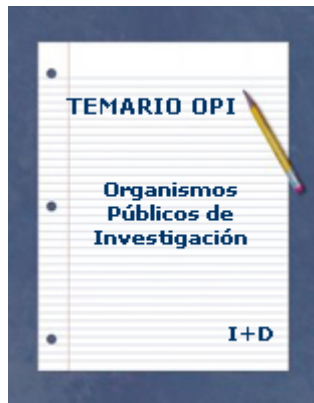 TEMARIO OPI
Organismos
Públicos de
Investigación
I+D